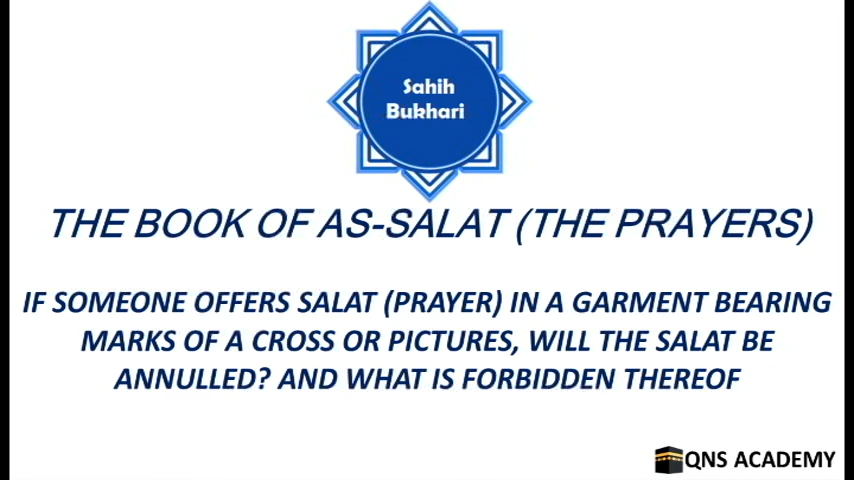 Sahih
Bukhari
THE BOOK OF AS-SALAT (THE PRAYERS)
IF SOMEONE OFFERS SALAT (PRAYER) IN A GARMENT BEARING
MARKS OF A CROSS OR PICTURES, WILL THE SALAT BE
ANNULLED? AND WHAT IS FORBIDDEN THEREOF
QNS ACADEMY